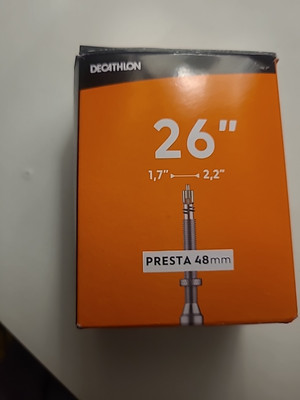 DECATHLON
26"
1,7" 2,2"
PRESTA 48mm